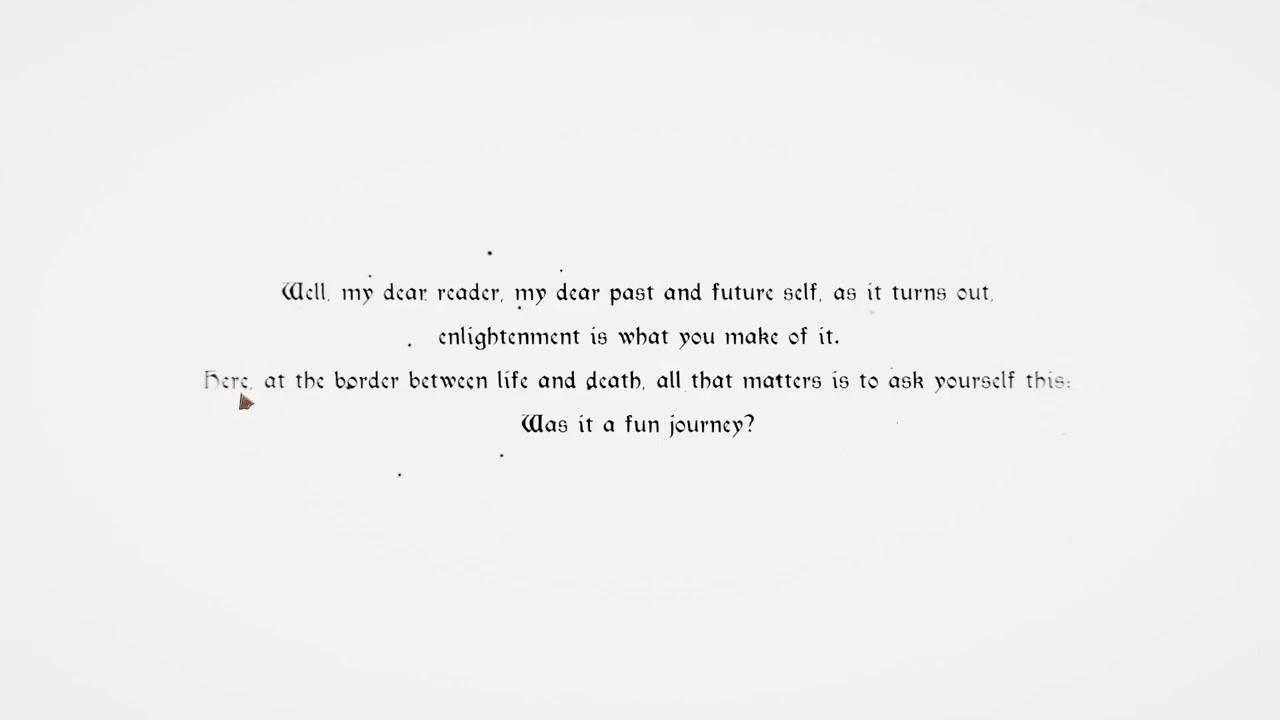 Well, my dear reader, my dear past and future self, as it turns out,
enlightenment is what you make of it.
Here, at the border between life and death, all that matters is to ask yourself this:
Was it a fun journey?